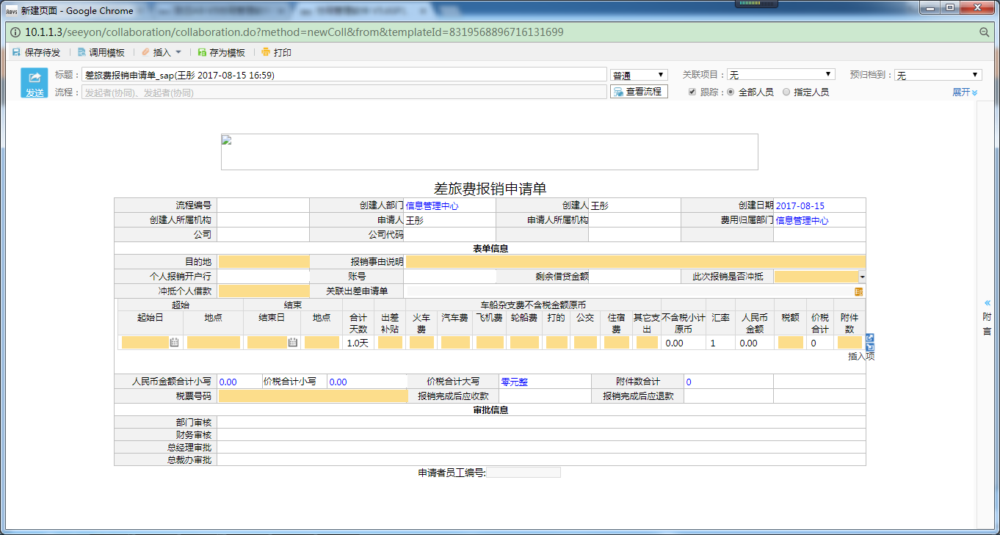 新建页面 - Google Chrome
10.1.1.3/seeyon/collaboration/collaboration.do?method=newColl&from&templateId=8319568896716131699
保存待发 调用模板 插入 存为模板 打印
发送 标题： 差旅费报销申请单_sap(王彤 2017-08-15 16:59) 普通 关联项目： 无 预归档到： 无
流程： 发起者(协同)、发起者(协同) 查看流程 跟踪： 全部人员 指定人员 展开
差旅费报销申请单
流程编号 创建人部门 信息管理中心 创建人 王彤 创建日期 2017-08-15
创建人所属机构 申请人 王彤 申请人所属机构 费用归属部门 信息管理中心
公司 公司代码
表单信息
目的地 报销事由说明
个人报销开户行 账号 剩余借贷金额 此次报销是否冲抵
冲抵个人借款 关联出差申请单
超始 结束 车船杂支费不含税金额原币
起始日 地点 结束日 地点 合计天数 出差补贴 火车费 汽车费 飞机费 轮船费 打的 公交 住宿费 其它支出 不含税小计原币 汇率 人民币金额 税额 价税合计 附件数
1.0天 0.00 1 0.00 0
插入项
人民币金额合计小写 0.00 价税合计小写 0.00 价税合计大写 零元整 附件数合计 0
税票号码 报销完成后应收款 报销完成后应退款
审批信息
部门审核
财务审核
总经理审批
总裁办审批
申请者员工编号:
附言